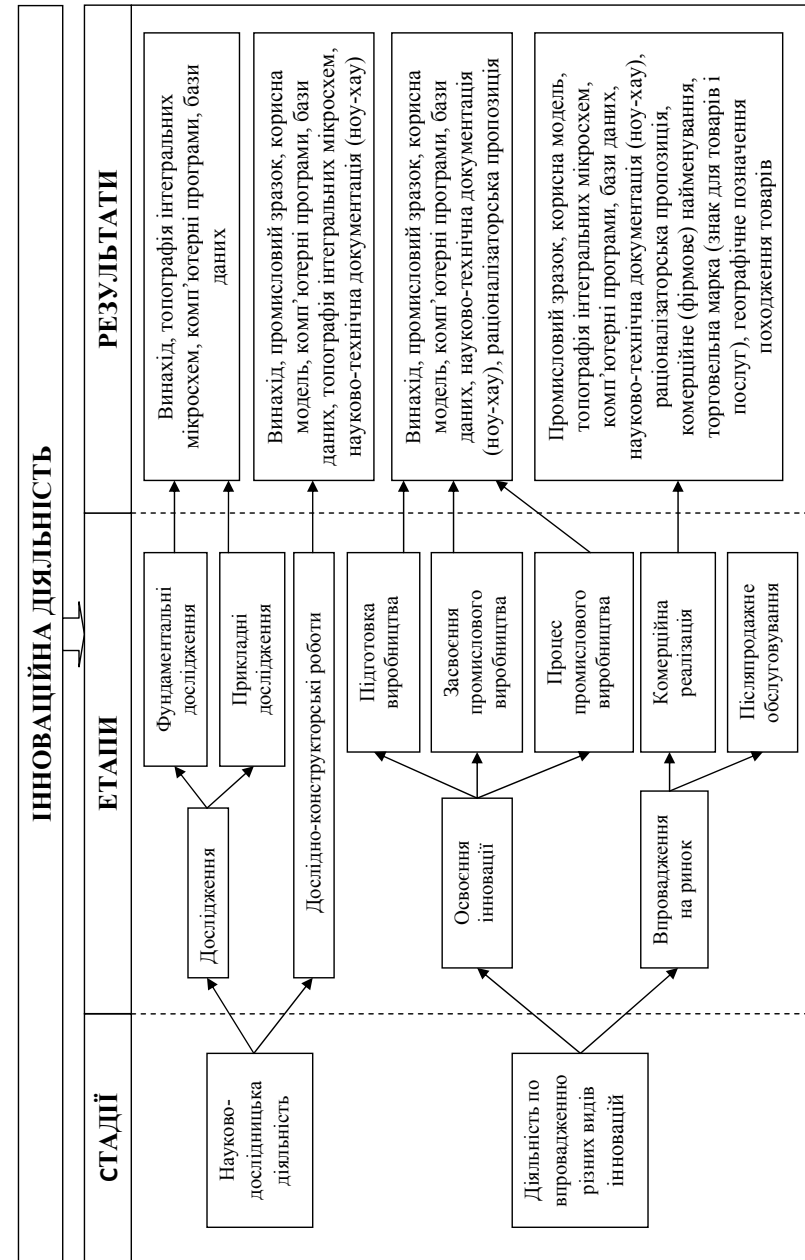 ІННОВАЦІЙНА ДІЯЛЬНІСТЬ
СТАДІЇ
ЕТАПИ
РЕЗУЛЬТАТИ
Науково-
дослідницька
діяльність
Дослідження
Фундаментальні
дослідження
Прикладні
дослідження
Дослідно-конструкторські роботи
Винахід, топографія інтегральних
мікросхем, комп’ютерні програми, бази
даних
Винахід, промисловий зразок, корисна
модель, комп’ютерні програми, бази
даних, топографія інтегральних мікросхем,
науково-технічна документація (ноу-хау)
Діяльність по
впровадженню
різних видів
інновацій
Освоєння
інновації
Підготовка
виробництва
Засвоєння
промислового
виробництва
Процес
промислового
виробництва
Винахід, промисловий зразок, корисна
модель, комп’ютерні програми, бази
даних, науково-технічна документація
(ноу-хау), раціоналізаторська пропозиція
Впровадження
на ринок
Комерційна
реалізація
Післяпродажне
обслуговування
Промисловий зразок, корисна модель,
топографія інтегральних мікросхем,
комп’ютерні програми, бази даних,
науково-технічна документація (ноу-хау),
раціоналізаторська пропозиція,
комерційне (фірмове) найменування,
торговельна марка (знак для товарів і
послуг), географічне позначення
походження товарів